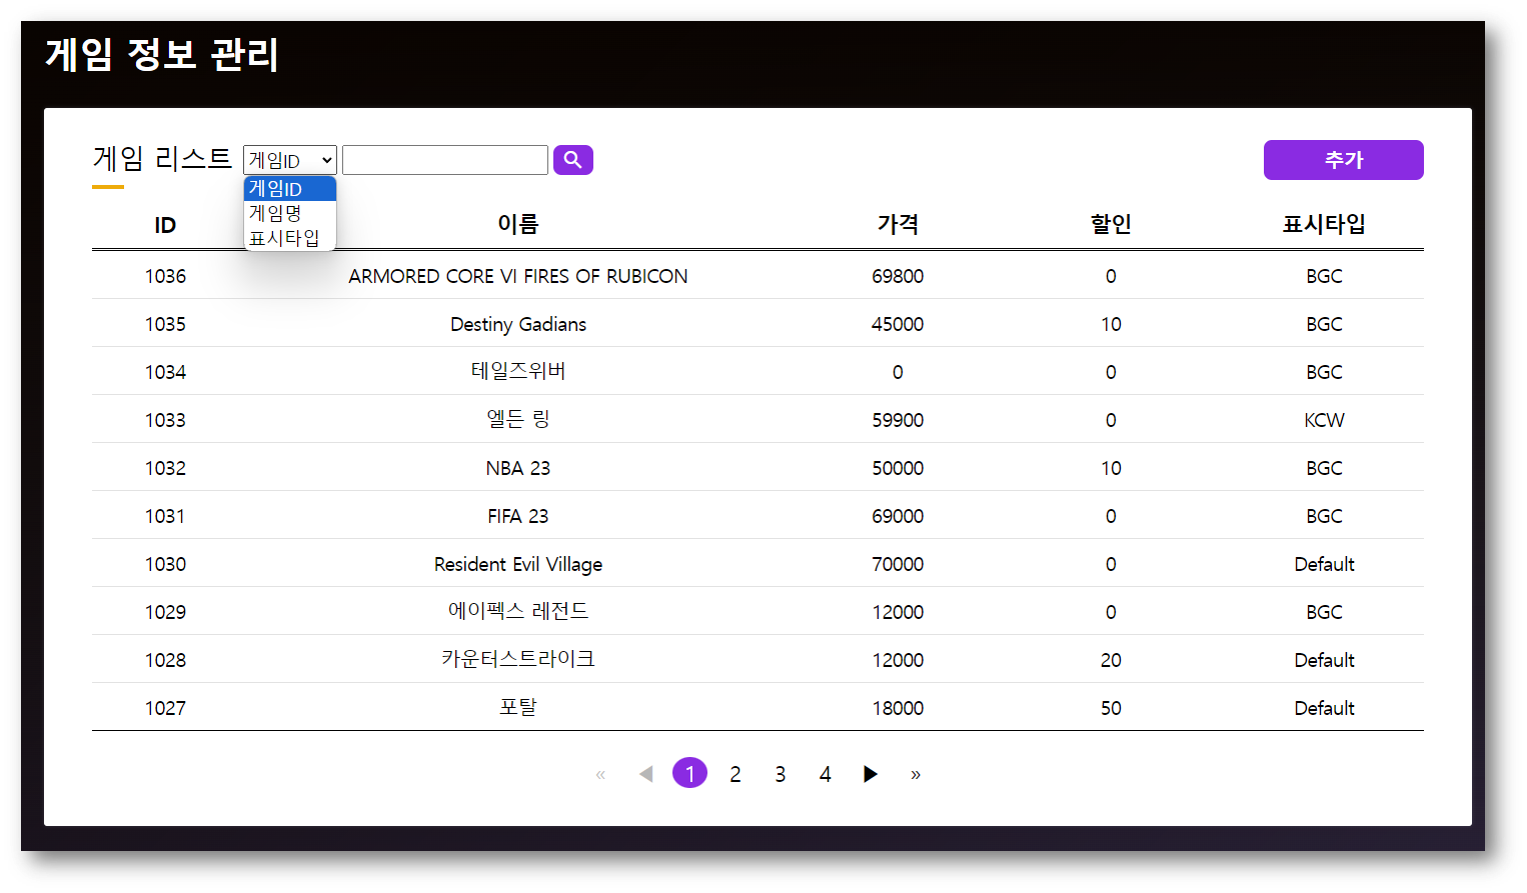 게임 정보 관리
게임 리스트 게임ID
추가
게임ID
게임명
표시타입
ID 이름 가격 할인 표시타입
1036 ARMORED CORE VI FIRES OF RUBICON 69800 0 BGC
1035 Destiny Gadians 45000 10 BGC
1034 테일즈위버 0 0 BGC
1033 엘든 링 59900 0 KCW
1032 NBA 23 50000 10 BGC
1031 FIFA 23 69000 0 BGC
1030 Resident Evil Village 70000 0 Default
1029 에이펙스 레전드 12000 0 BGC
1028 카운터스트라이크 12000 20 Default
1027 포탈 18000 50 Default
« ◀ 1 2 3 4 ▶ »